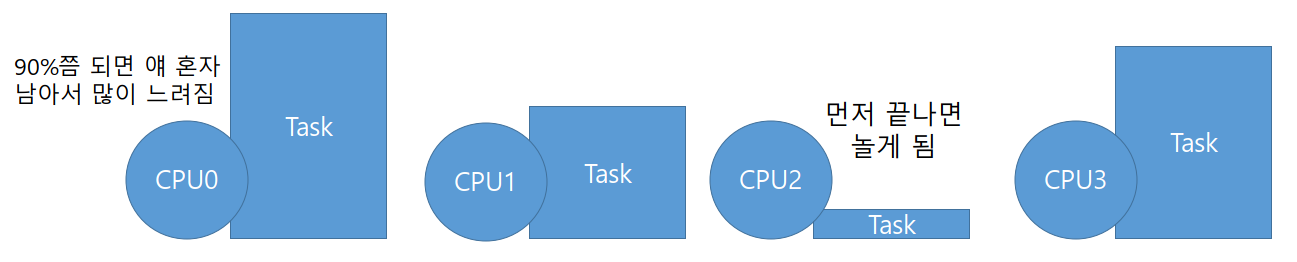 90%쯤 되면 얘 혼자
남아서 많이 느려짐
Task
CPU0
Task
CPU1
먼저 끝나면
놀게 됨
CPU2
Task
Task
CPU3